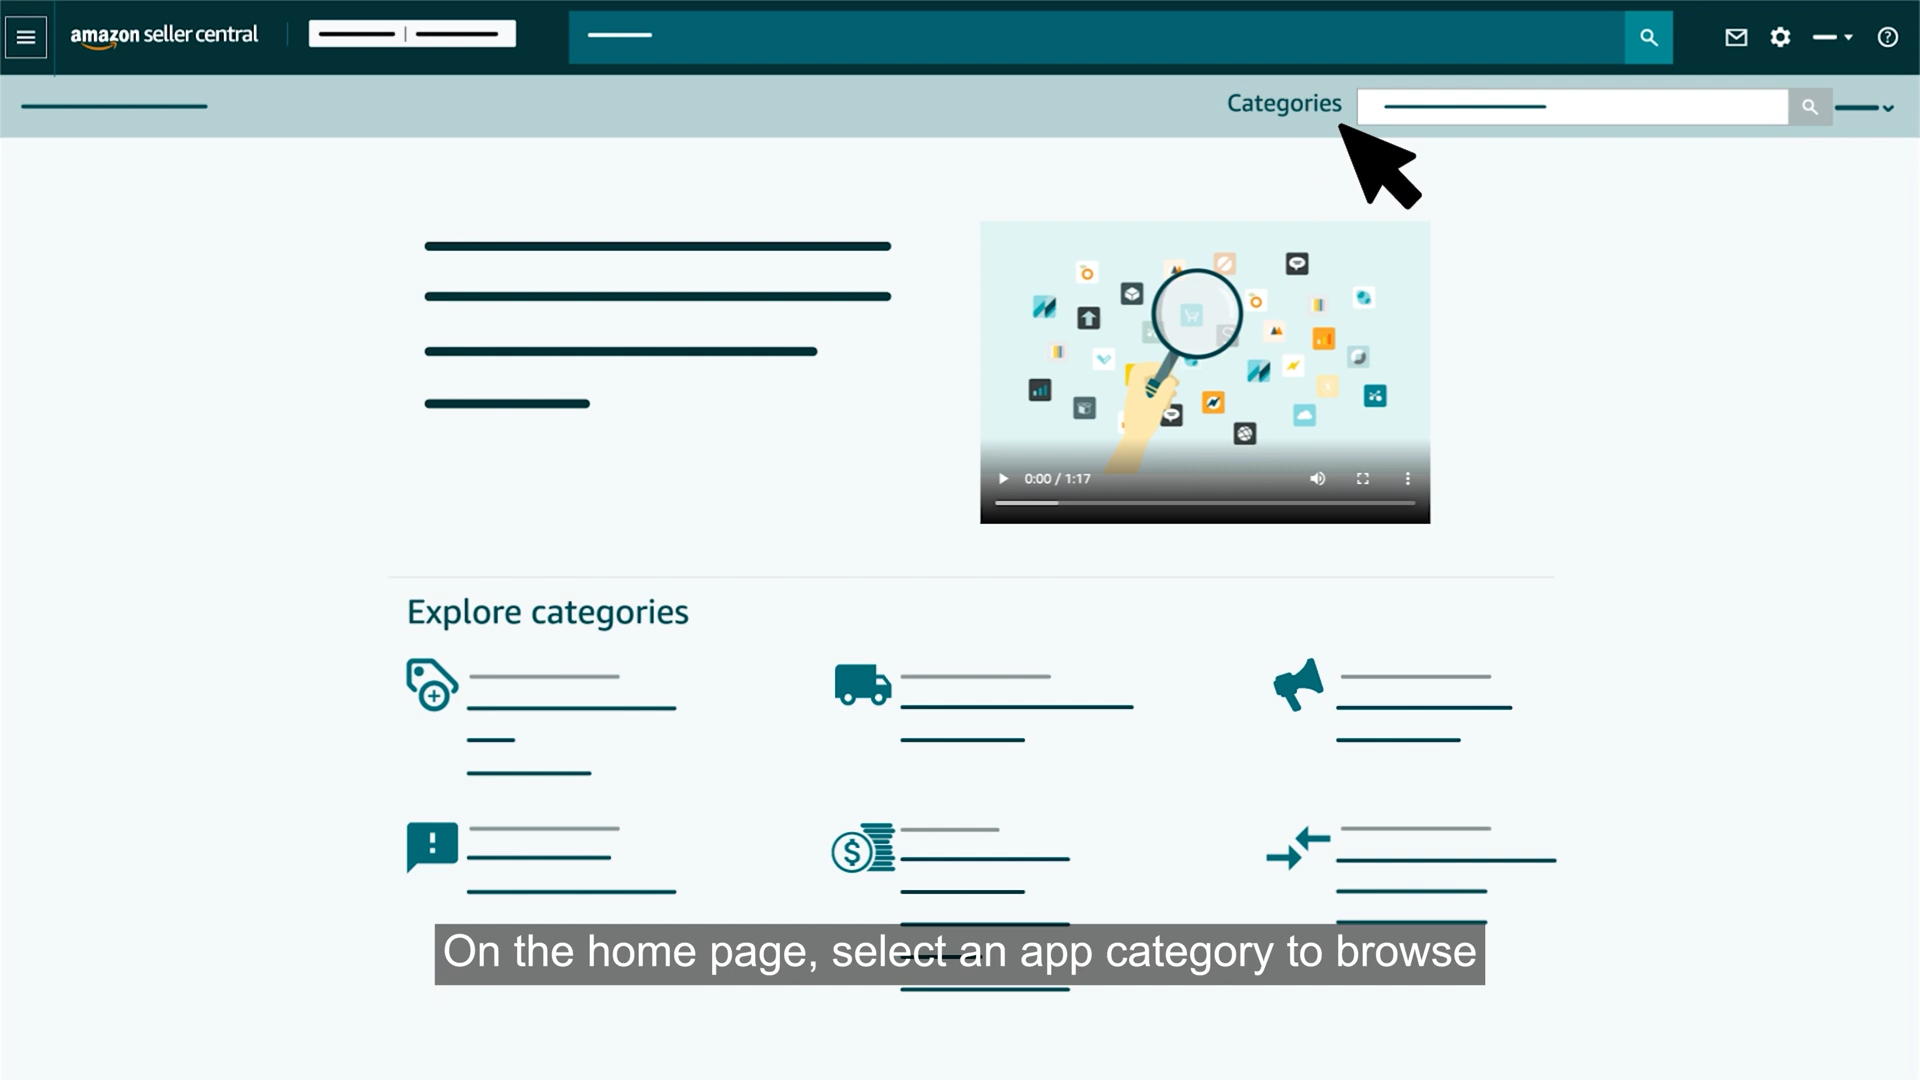 amazon seller central
Categories
0:00 / 1:17
Explore categories
On the home page, select an app category to browse